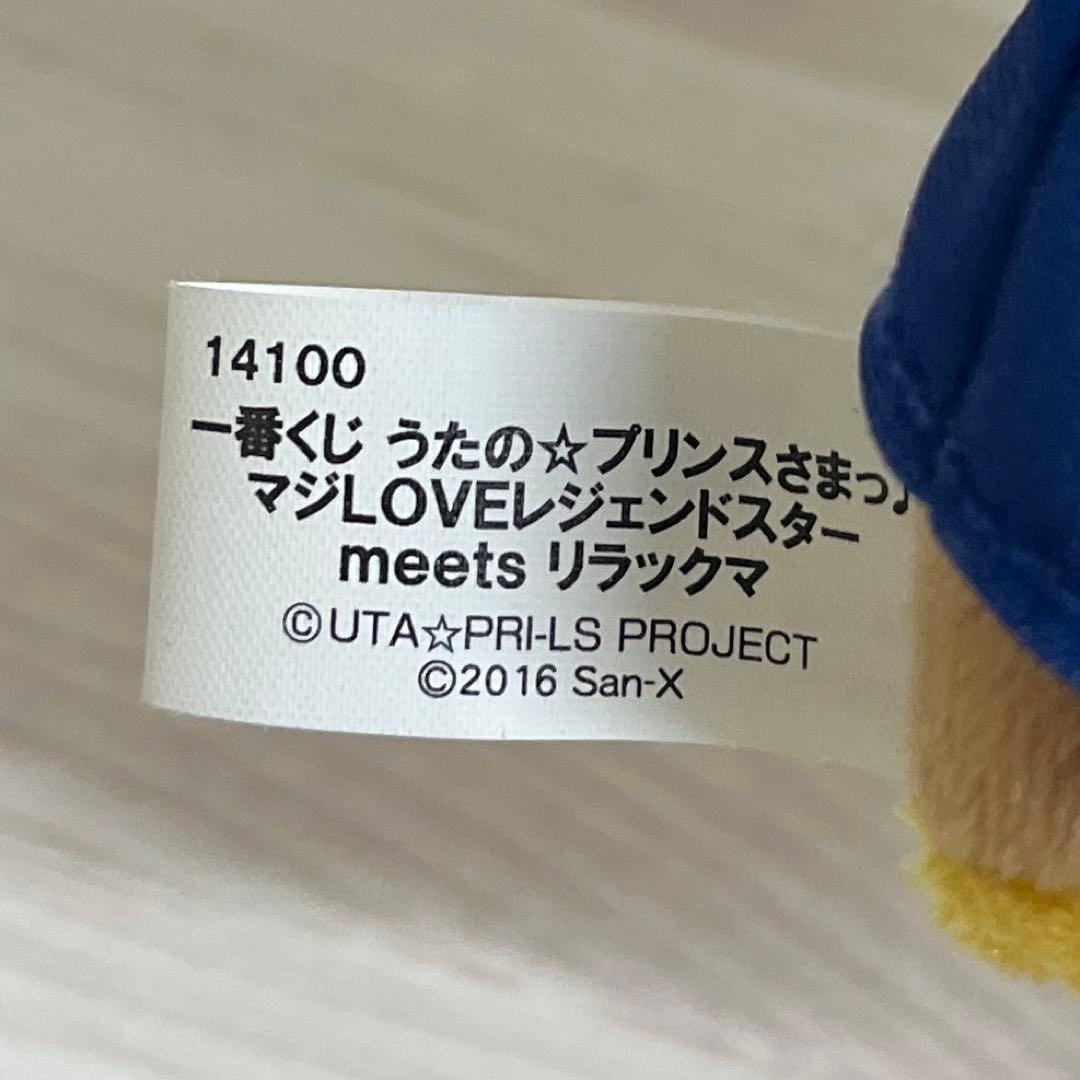 14100
一番くじ うたの☆プリンスさまっ♪
マジLOVEレジェンドスター
meets リラックマ
©UTA☆PRI-LS PROJECT
©2016 San-X